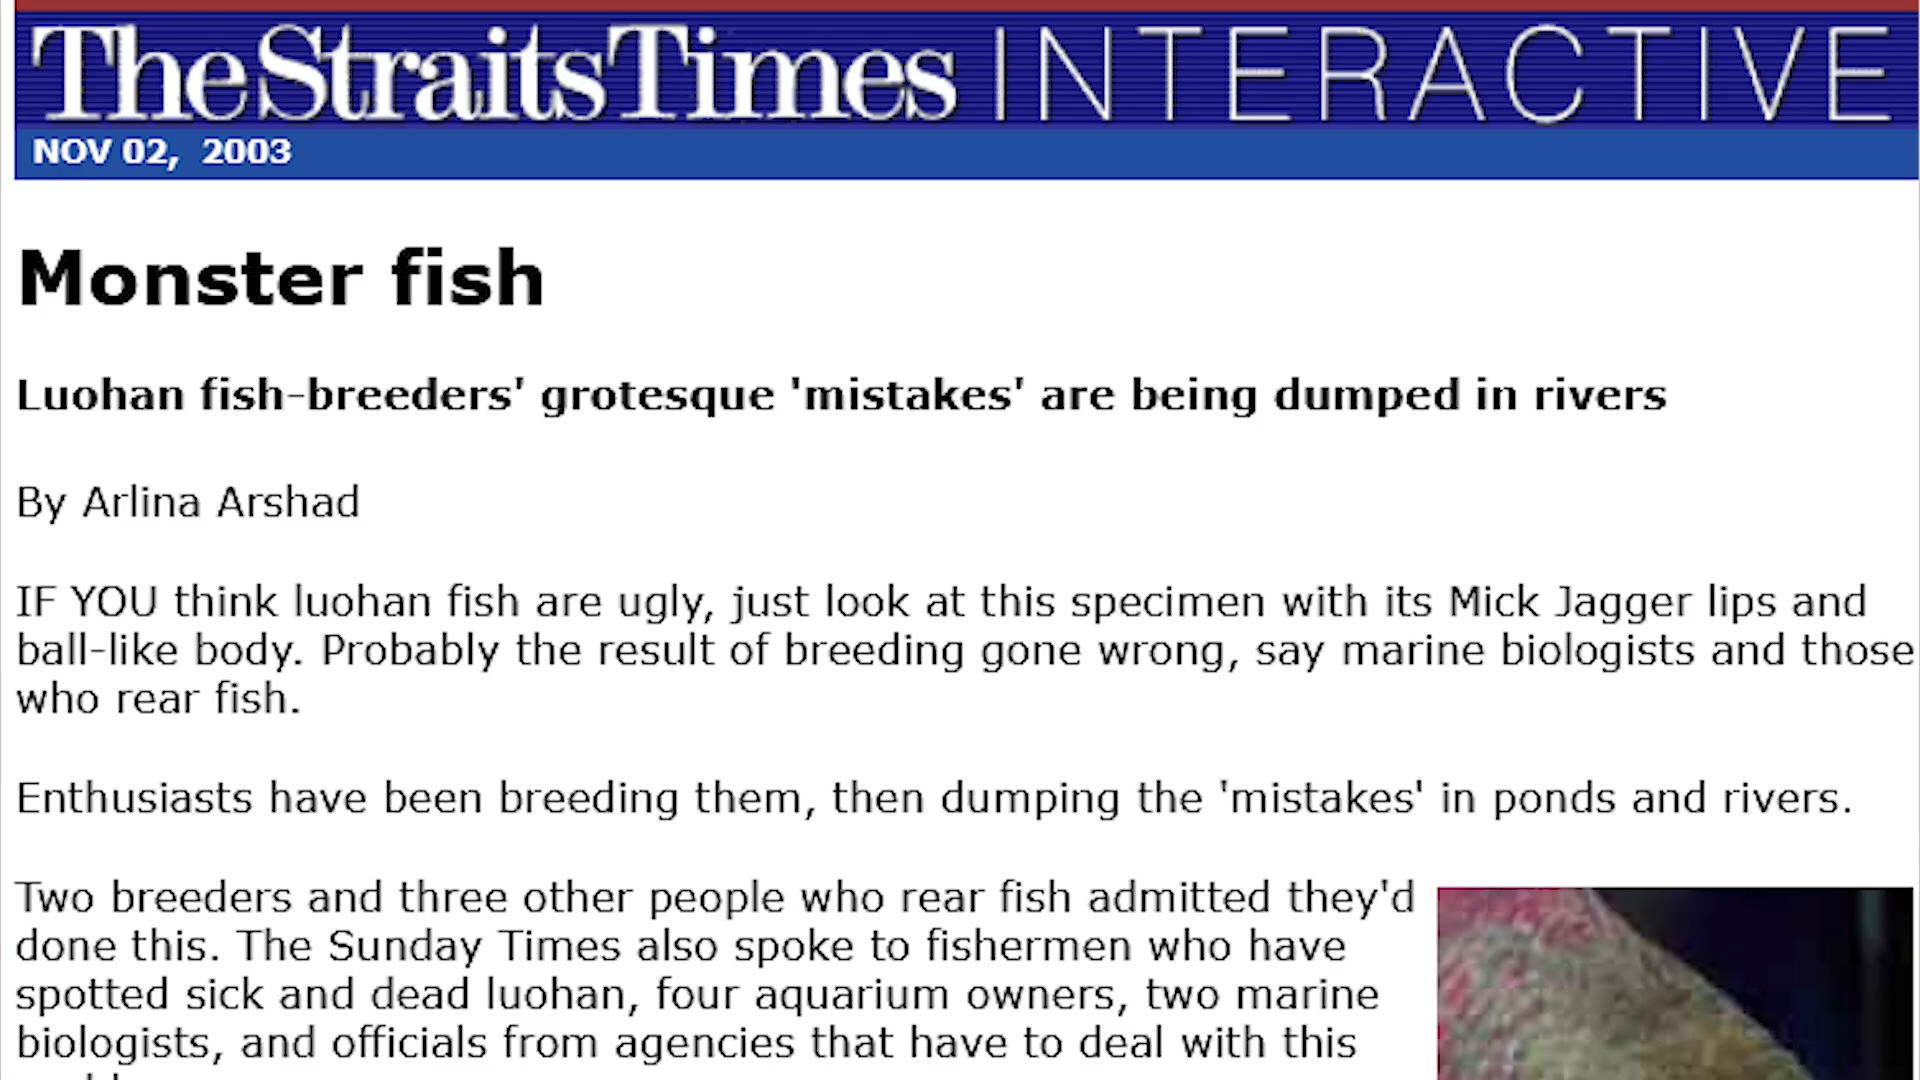 The Straits Times INTERACTIVE
NOV 02, 2003
Monster fish
Luohan fish-breeders' grotesque 'mistakes' are being dumped in rivers
By Arlina Arshad
IF YOU think luohan fish are ugly, just look at this specimen with its Mick Jagger lips and
ball-like body. Probably the result of breeding gone wrong, say marine biologists and those
who rear fish.
Enthusiasts have been breeding them, then dumping the 'mistakes' in ponds and rivers.
Two breeders and three other people who rear fish admitted they'd
done this. The Sunday Times also spoke to fishermen who have
spotted sick and dead luohan, four aquarium owners, two marine
biologists, and officials from agencies that have to deal with this